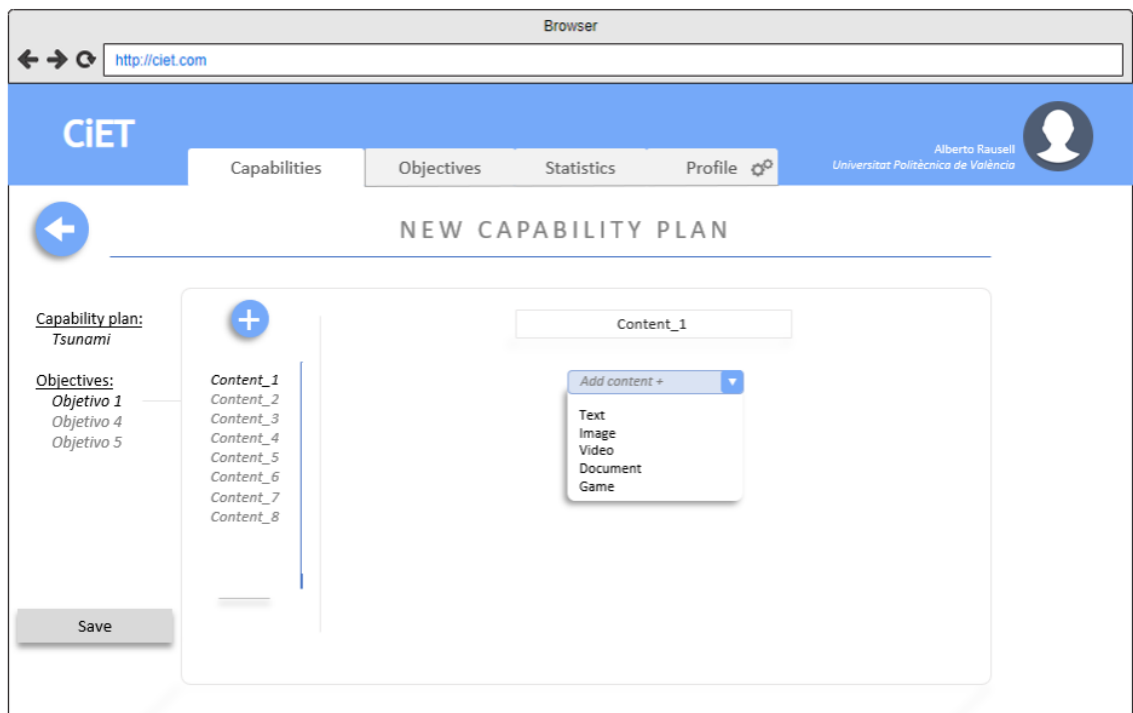 Browser
http://ciet.com
CiET
Alberto Rausell
Universitat Politècnica de València
Capabilities
Objectives
Statistics
Profile
NEW CAPABILITY PLAN
Capability plan:
Tsunami
Objectives:
Objetivo 1
Objetivo 4
Objetivo 5
Save
Content_1
Content_2
Content_3
Content_4
Content_5
Content_6
Content_7
Content_8
Content_1
Add content +
Text
Image
Video
Document
Game